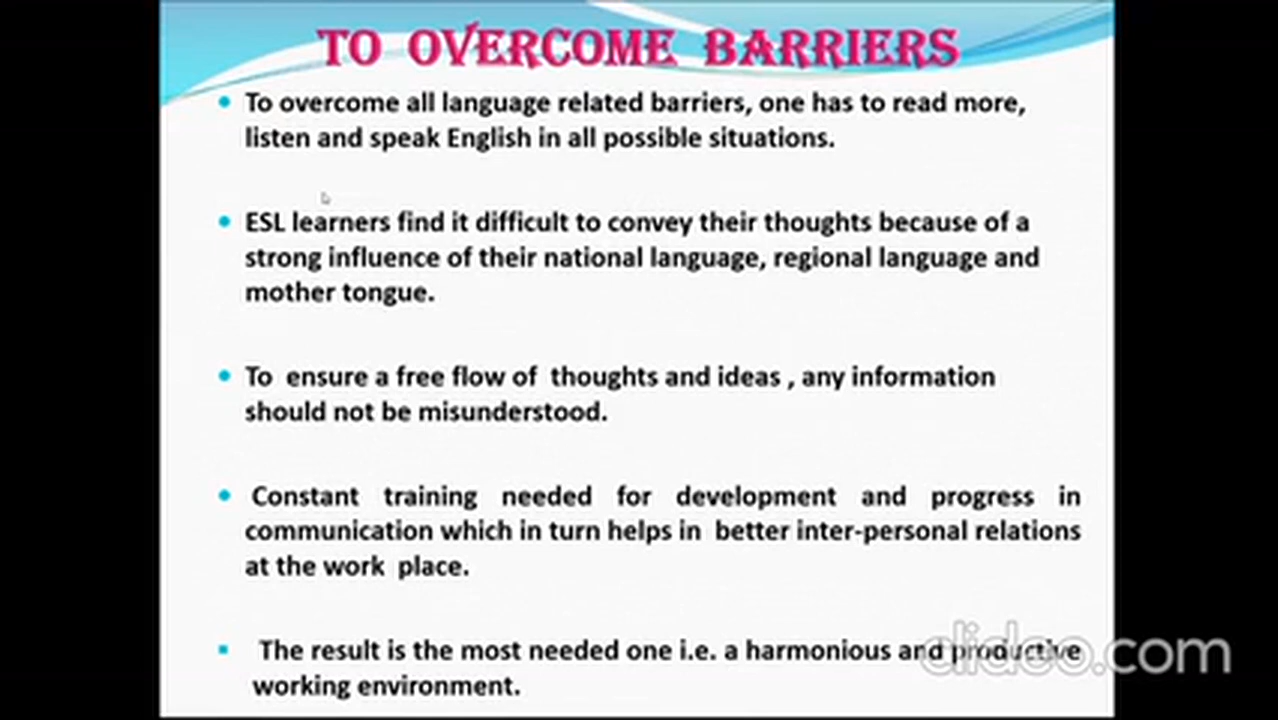 TO OVERCOME BARRIERS
To overcome all language related barriers, one has to read more,
listen and speak English in all possible situations.
ESL learners find it difficult to convey their thoughts because of a
strong influence of their national language, regional language and
mother tongue.
To ensure a free flow of thoughts and ideas , any information
should not be misunderstood.
Constant training needed for development and progress in
communication which in turn helps in better inter-personal relations
at the work place.
The result is the most needed one i.e. a harmonious and productive
working environment.
clideo.com